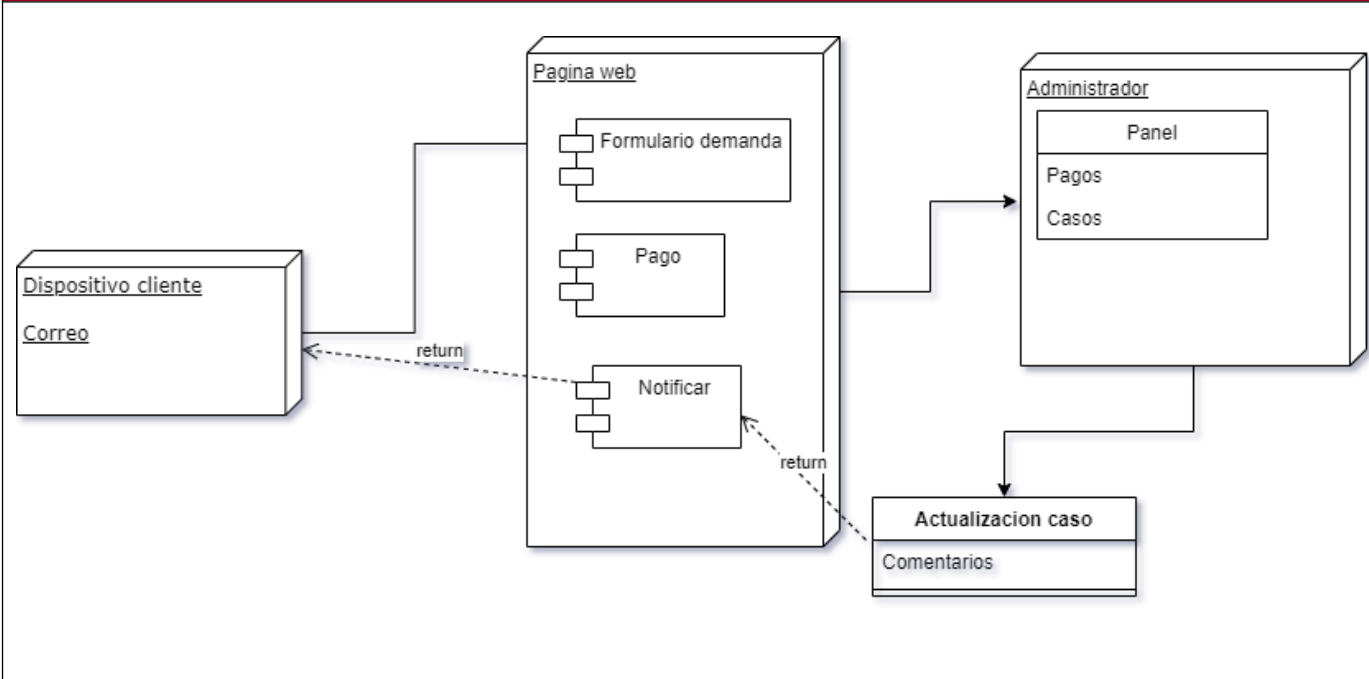 Pagina web
Formulario demanda
Pago
Notificar
Administrador
Panel
Pagos
Casos
Dispositivo cliente
Correo
return
return
Actualizacion caso
Comentarios